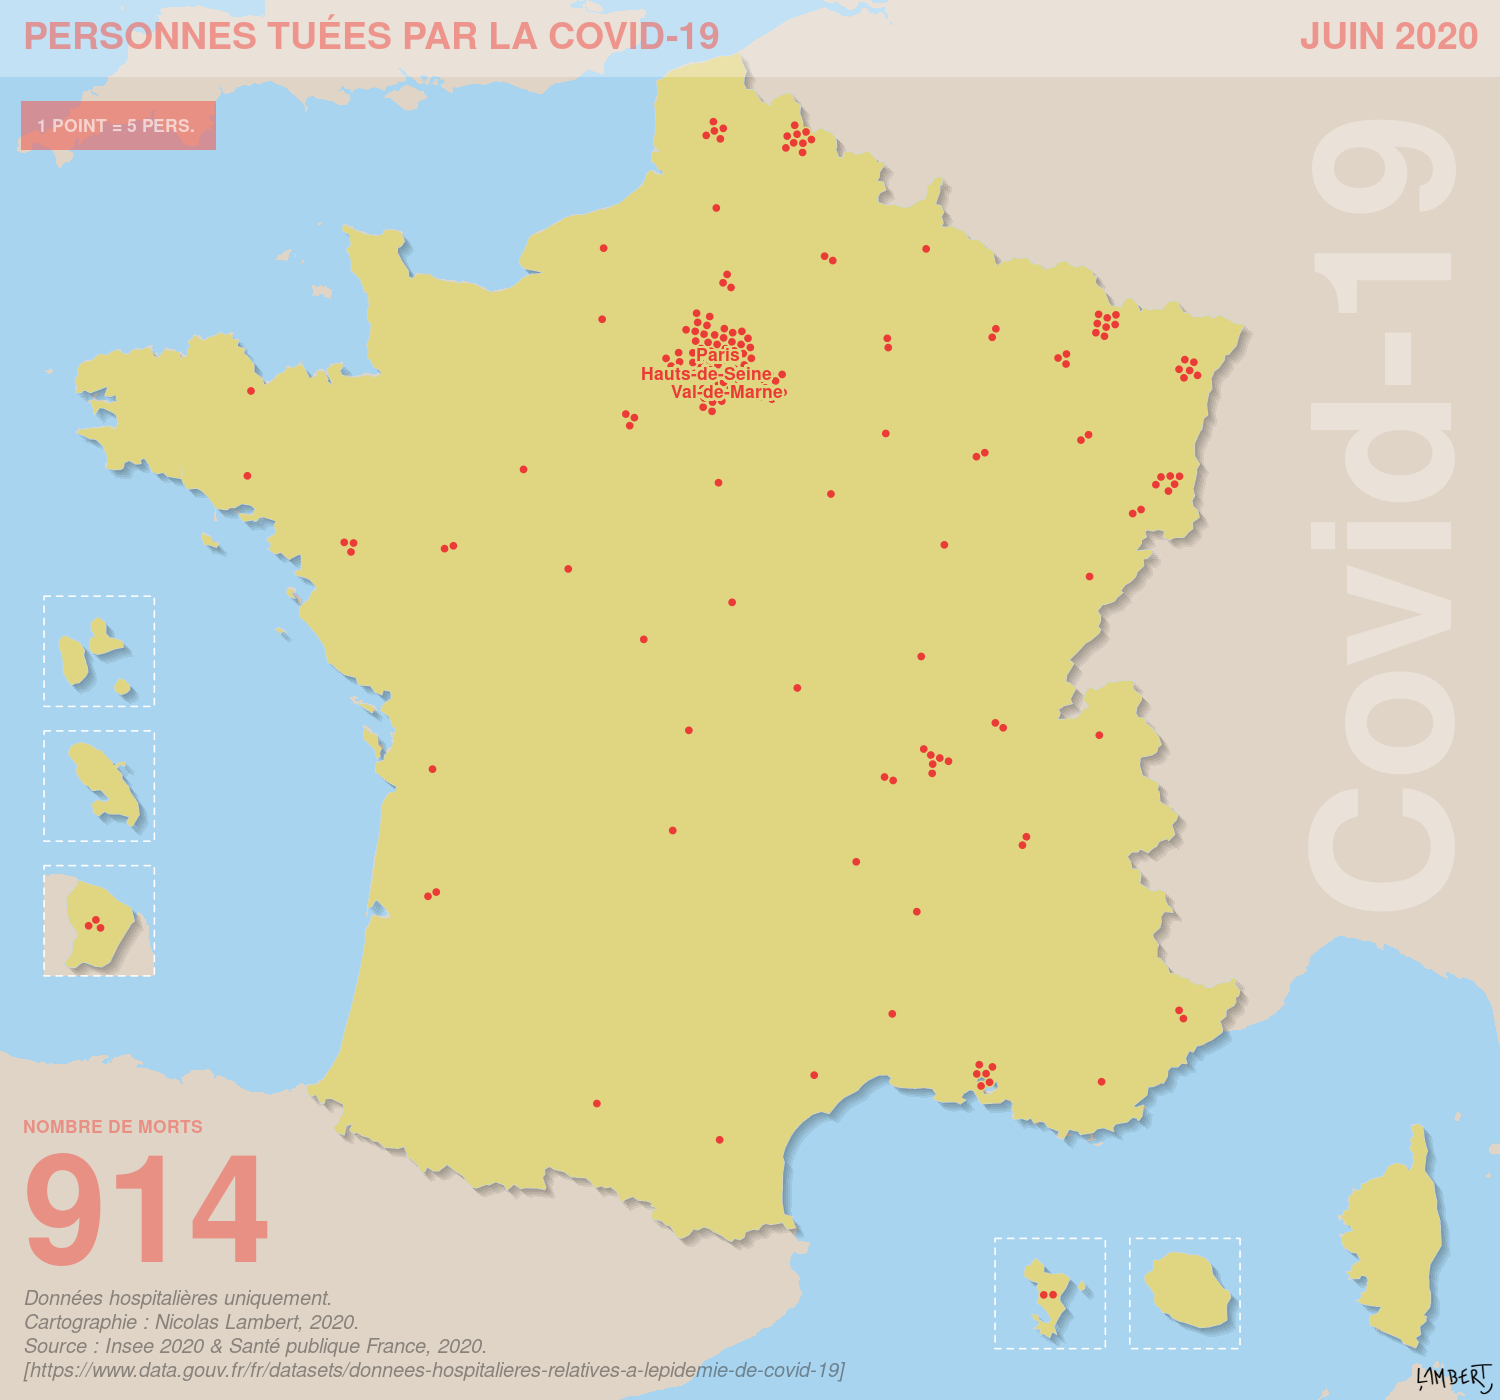 PERSONNES TUÉES PAR LA COVID-19
JUIN 2020
1 POINT = 5 PERS.
Covid-19
Paris
Hauts-de-Seine
Val-de-Marne
NOMBRE DE MORTS
914
Données hospitalières uniquement.
Cartographie : Nicolas Lambert, 2020.
Source : Insee 2020 & Santé publique France, 2020.
[https://www.data.gouv.fr/fr/datasets/donnees-hospitalieres-relatives-a-lepidemie-de-covid-19]
LAMBERT